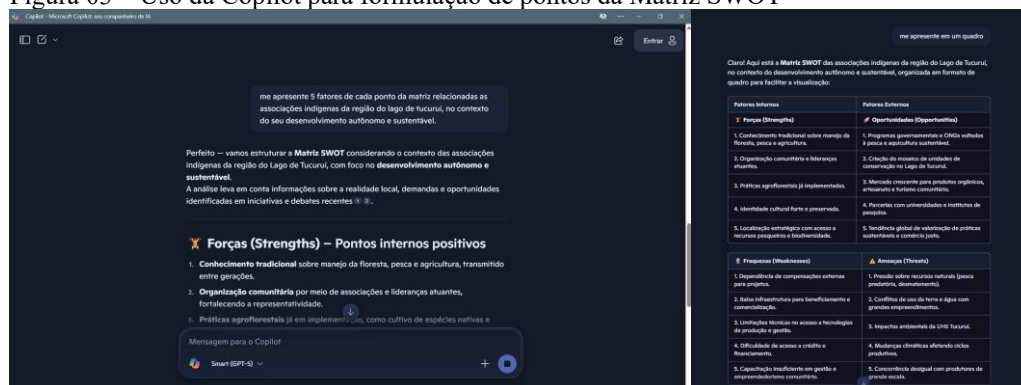 Figura 03 – Uso da Copilot para formulação de pontos da Matriz SWOT
Copilot - Microsoft Copilot: seu companheiro de IA
Entrar
me apresente 5 fatores de cada ponto da matriz relacionadas as
associações indígenas da região do lago de tucuruí, no contexto
do seu desenvolvimento autônomo e sustentável.
Perfeito — vamos estruturar a Matriz SWOT considerando o contexto das associações
indígenas da região do Lago de Tucuruí, com foco no desenvolvimento autônomo e
sustentável.
A análise leva em conta informações sobre a realidade local, demandas e oportunidades
identificadas em iniciativas e debates recentes 1 2.
Forças (Strengths) – Pontos internos positivos
1. Conhecimento tradicional sobre manejo da floresta, pesca e agricultura, transmitido
entre gerações.
2. Organização comunitária por meio de associações e lideranças atuantes,
fortalecendo a representatividade.
3. Práticas agroflorestais já em implementação, como cultivo de espécies nativas e
Mensagem para o Copilot
Smart (GPT-5)
me apresente em um quadro
Claro! Aqui está a Matriz SWOT das associações indígenas da região do Lago de Tucuruí,
no contexto do desenvolvimento autônomo e sustentável, organizada em formato de
quadro para facilitar a visualização:
Fatores Internos
Fatores Externos
Forças (Strengths)
Oportunidades (Opportunities)
1. Conhecimento tradicional sobre manejo da
floresta, pesca e agricultura.
1. Programas governamentais e ONGs voltados
à pesca e aquicultura sustentável.
2. Organização comunitária e lideranças
atuantes.
2. Criação do mosaico de unidades de
conservação no Lago de Tucuruí.
3. Práticas agroflorestais já implementadas.
3. Mercado crescente para produtos orgânicos,
artesanato e turismo comunitário.
4. Identidade cultural forte e preservada.
4. Parcerias com universidades e institutos de
pesquisa.
5. Localização estratégica com acesso a
recursos pesqueiros e biodiversidade.
5. Tendência global de valorização de práticas
sustentáveis e comércio justo.
Fraquezas (Weaknesses)
Ameaças (Threats)
1. Dependência de compensações externas
para projetos.
1. Pressão sobre recursos naturais (pesca
predatória, desmatamento).
2. Baixa infraestrutura para beneficiamento e
comercialização.
2. Conflitos de uso da terra e água com
grandes empreendimentos.
3. Limitações técnicas no acesso a tecnologias
de produção e gestão.
3. Impactos ambientais da UHE Tucuruí.
4. Dificuldade de acesso a crédito e
financiamento.
4. Mudanças climáticas afetando ciclos
produtivos.
5. Capacitação insuficiente em gestão e
empreendedorismo comunitário.
5. Concorrência desigual com produtores de
grande escala.